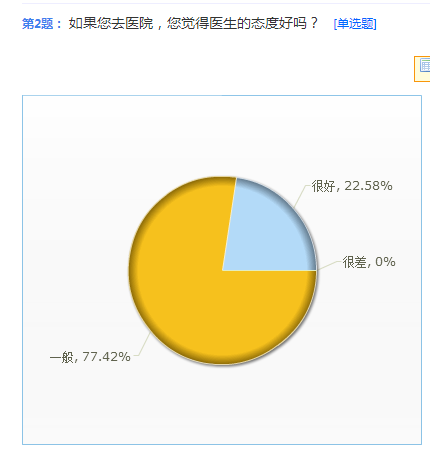 第2题： 如果您去医院，您觉得医生的态度好吗？ [单选题]
很好, 22.58%
很差, 0%
一般, 77.42%